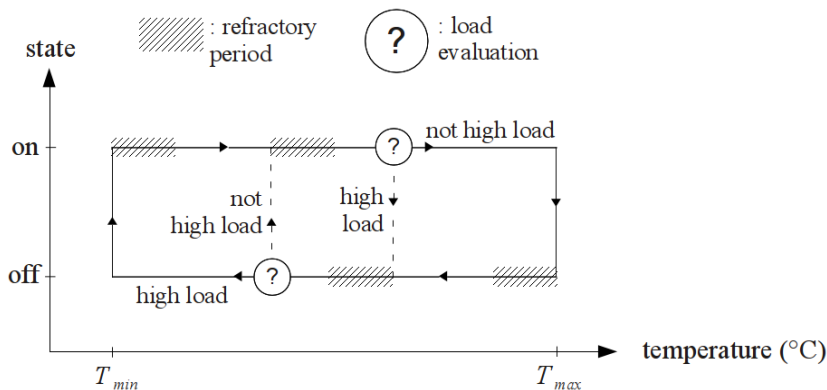 : refractory
period
?
: load
evaluation
state
on
?
not high load
not
high load
high
load
off
?
high load
temperature (°C)
T min
T max